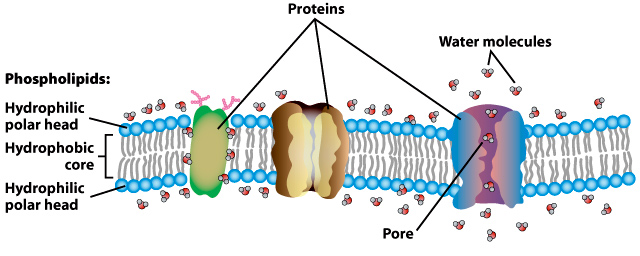 Proteins
Water molecules
Phospholipids:
Hydrophilic
polar head
Hydrophobic
core
Hydrophilic
polar head
Pore